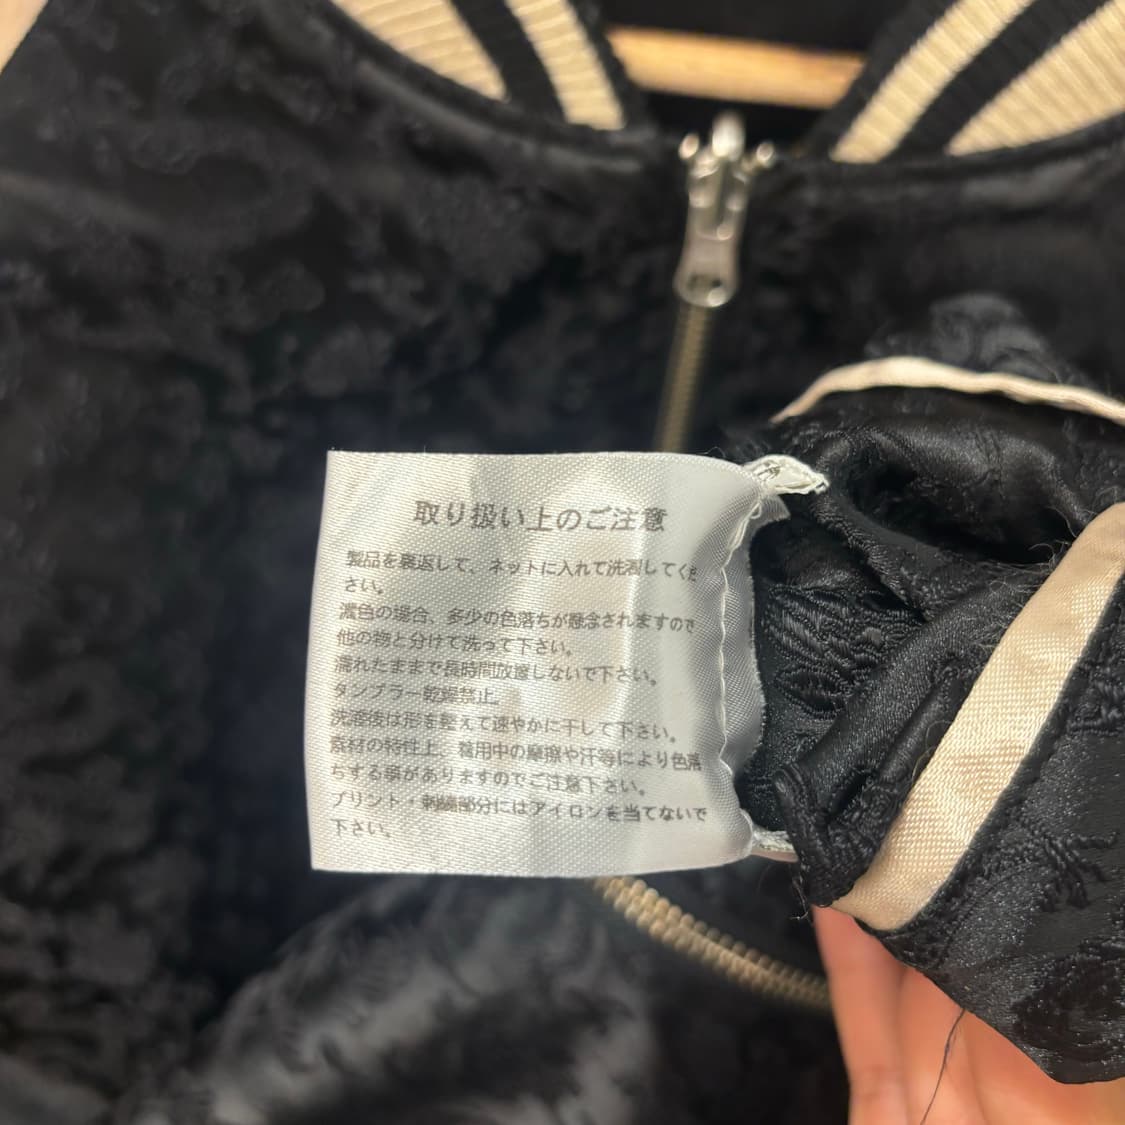 取り扱い上のご注意
製品を裏返して、ネットに入れて洗濯してくだ
さい。
濃色の場合、多少の色落ちが懸念されますので
他の物と分けて洗って下さい。
濡れたままで長時間放置しないで下さい。
タンブラー乾燥禁止。
洗濯後は形を整えて速やかに干して下さい。
素材の特性上、着用中の摩擦や汗等により色落
ちする事がありますのでご注意下さい。
プリント・刺繍部分にはアイロンを当てないで
下さい。